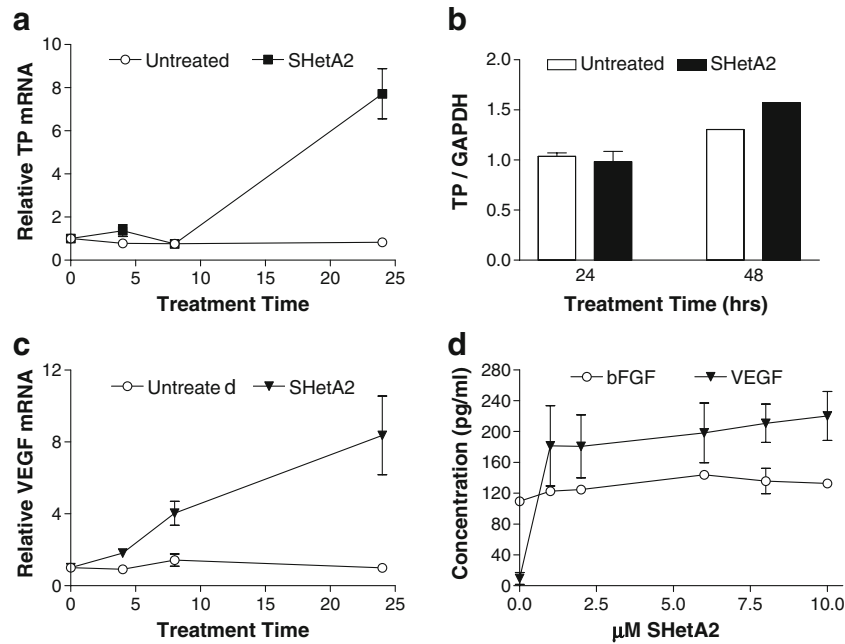 a
Untreated SHetA2
Relative TP mRNA
10
8
6
4
2
0
0 5 10 15 20 25
Treatment Time
b
Untreated SHetA2
TP / GAPDH
2.0
1.5
1.0
0.5
0.0
24 48
Treatment Time (hrs)
c
Untreate d SHetA2
Relative VEGF mRNA
12
8
4
0
0 5 10 15 20 25
Treatment Time
d
bFGF VEGF
Concentration (pg/ml)
280
240
200
160
120
80
40
0
0.0 2.5 5.0 7.5 10.0
μM SHetA2